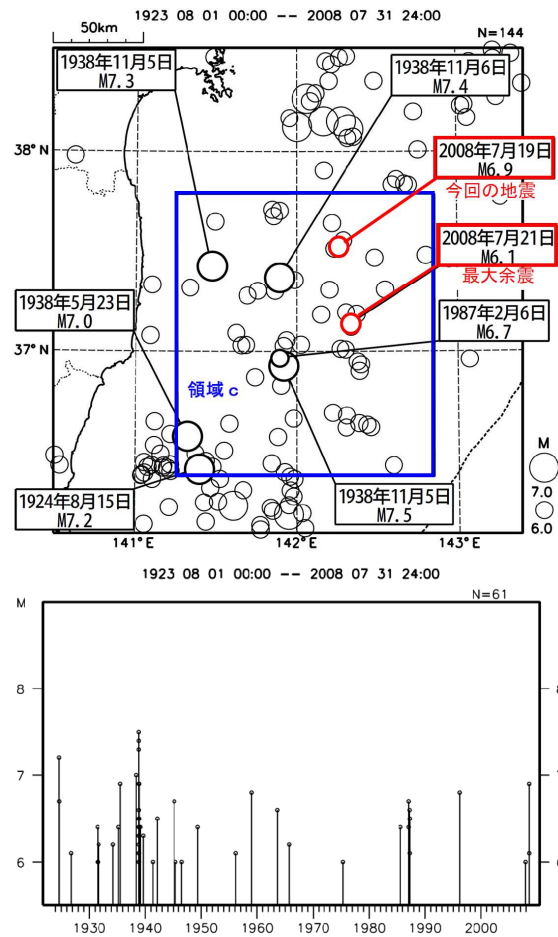 1923 08 01 00:00 -- 2008 07 31 24:00
50km
N=144
1938年11月5日
M7.3
1938年11月6日
M7.4
38°N
2008年7月19日
M6.9
今回の地震
2008年7月21日
M6.1
最大余震
1938年5月23日
M7.0
1987年2月6日
M6.7
37°N
領域c
M
7.0
6.0
1924年8月15日
M7.2
1938年11月5日
M7.5
141°E
142°E
143°E
1923 08 01 00:00 -- 2008 07 31 24:00
M
N=61
8
8
7
7
6
6
1930
1940
1950
1960
1970
1980
1990
2000